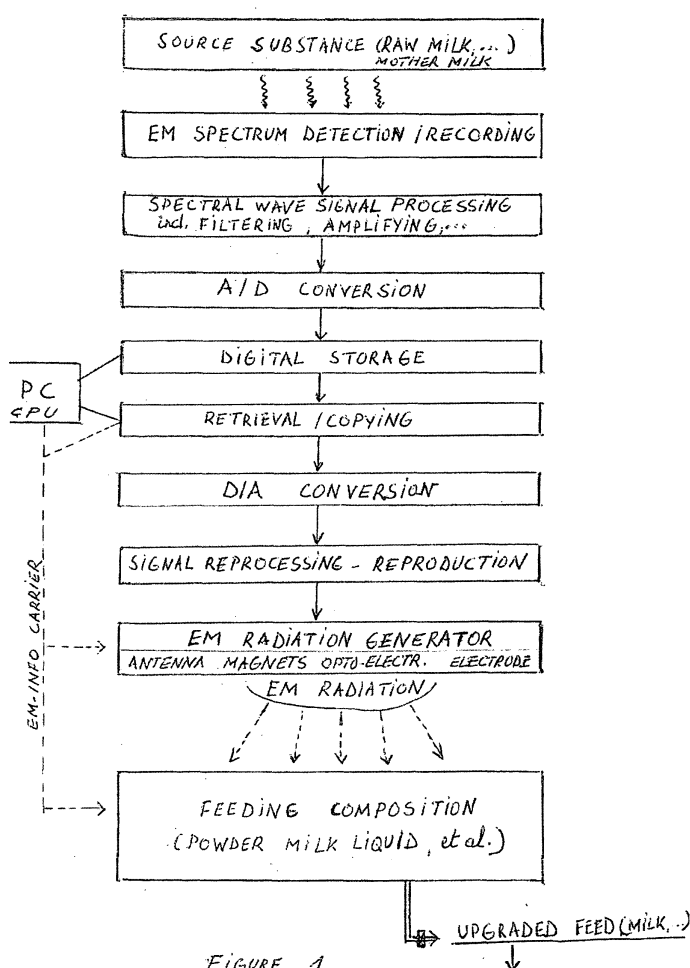 SOURCE SUBSTANCE (RAW MILK,...)
MOTHER MILK
EM SPECTRUM DETECTION / RECORDING
SPECTRAL WAVE SIGNAL PROCESSING
incl. FILTERING, AMPLIFYING,...
A/D CONVERSION
DIGITAL STORAGE
PC
CPU
RETRIEVAL / COPYING
D/A CONVERSION
SIGNAL REPROCESSING - REPRODUCTION
EM-INFO CARRIER
EM RADIATION GENERATOR
ANTENNA MAGNETS OPTO-ELECTR. ELECTRODE
EM RADIATION
FEEDING COMPOSITION
(POWDER MILK LIQUID, et al.)
UPGRADED FEED (MILK,..)
FIGURE 1